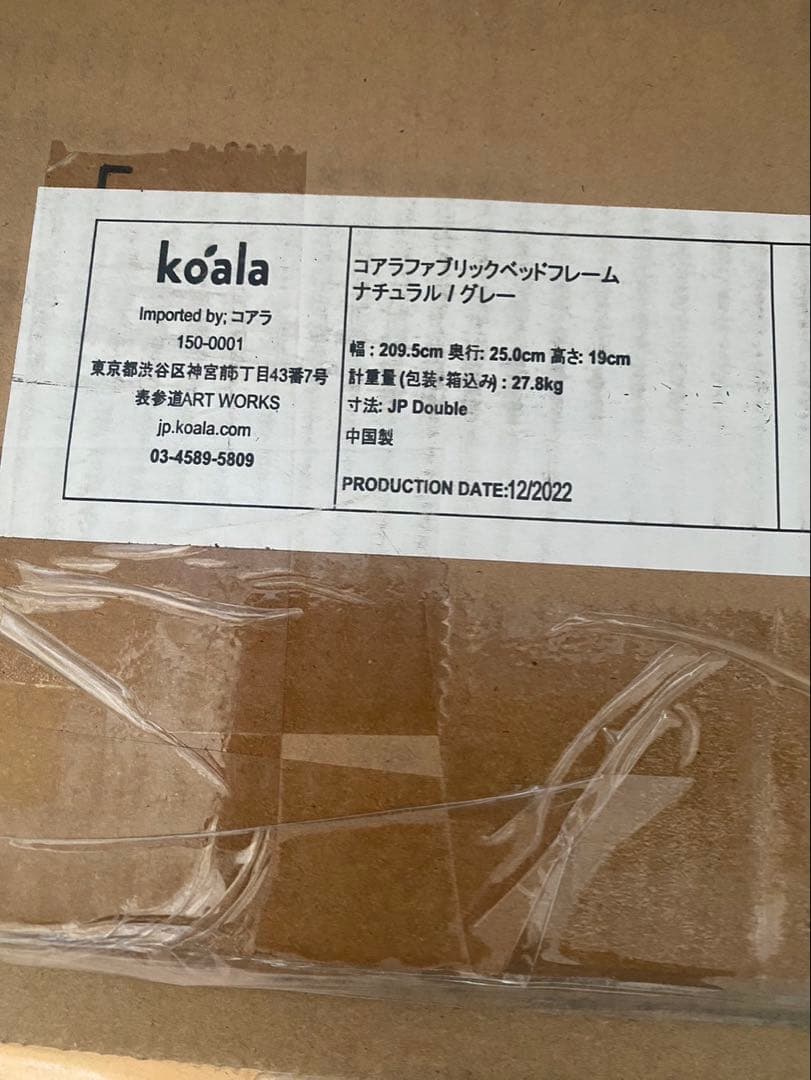 koala
Imported by; コアラ
150-0001
東京都渋谷区神宮前5丁目43番7号
表参道ART WORKS
jp.koala.com
03-4589-5809
コアラファブリックベッドフレーム
ナチュラル / グレー
幅 : 209.5cm 奥行: 25.0cm 高さ: 19cm
計重量 (包装・箱込み) : 27.8kg
寸法: JP Double
中国製
PRODUCTION DATE:12/2022